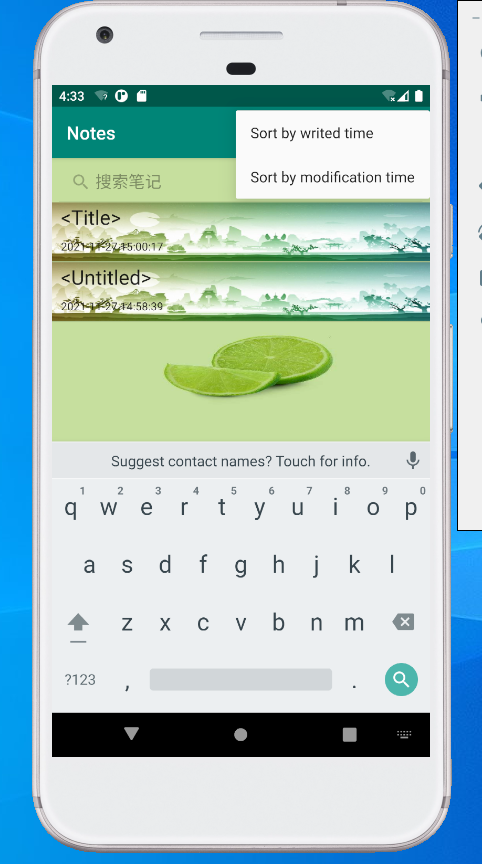 4:33
Notes
Sort by writed time
Sort by modification time
搜索笔记
<Title>
2021-11-27 15:00:17
<Untitled>
2021-11-27 14:58:39
Suggest contact names? Touch for info.
1 2 3 4 5 6 7 8 9 0
q w e r t y u i o p
a s d f g h j k l
z x c v b n m
?123 , .